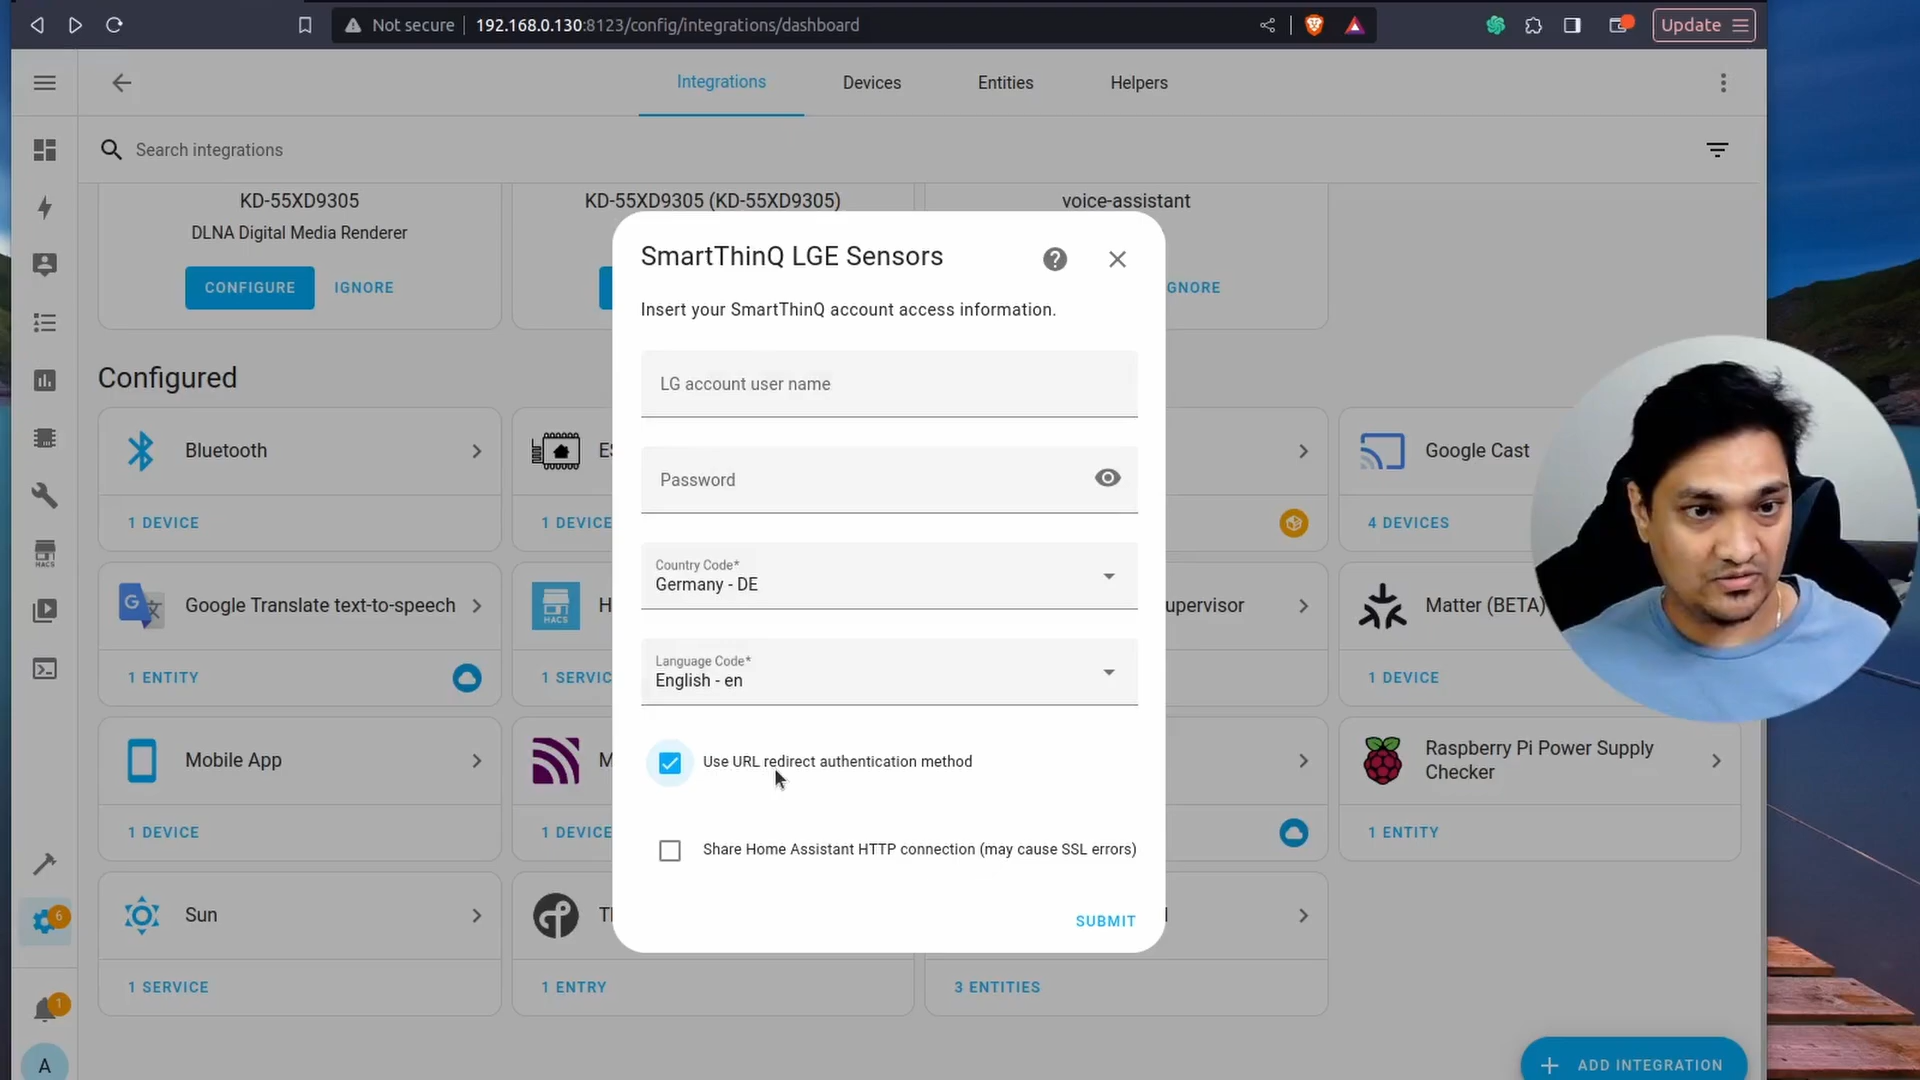 Not secure 192.168.0.130:8123/config/integrations/dashboard
Update
Integrations Devices Entities Helpers
Search integrations
KD-55XD9305
DLNA Digital Media Renderer
CONFIGURE IGNORE
KD-55XD9305 (KD-55XD9305)
voice-assistant
GNORE
SmartThinQ LGE Sensors
Insert your SmartThinQ account access information.
LG account user name
Password
Country Code*
Germany - DE
Language Code*
English - en
Use URL redirect authentication method
Share Home Assistant HTTP connection (may cause SSL errors)
SUBMIT
Configured
Bluetooth
1 DEVICE
ES
1 DEVICE
Google Cast
4 DEVICES
Google Translate text-to-speech
1 ENTITY
HACS
H
1 SERVIC
upervisor
Matter (BETA)
1 DEVICE
Mobile App
1 DEVICE
M
1 DEVICE
Raspberry Pi Power Supply
Checker
1 ENTITY
Sun
1 SERVICE
1 ENTRY
3 ENTITIES
HACS
6
1
A
ADD INTEGRATION